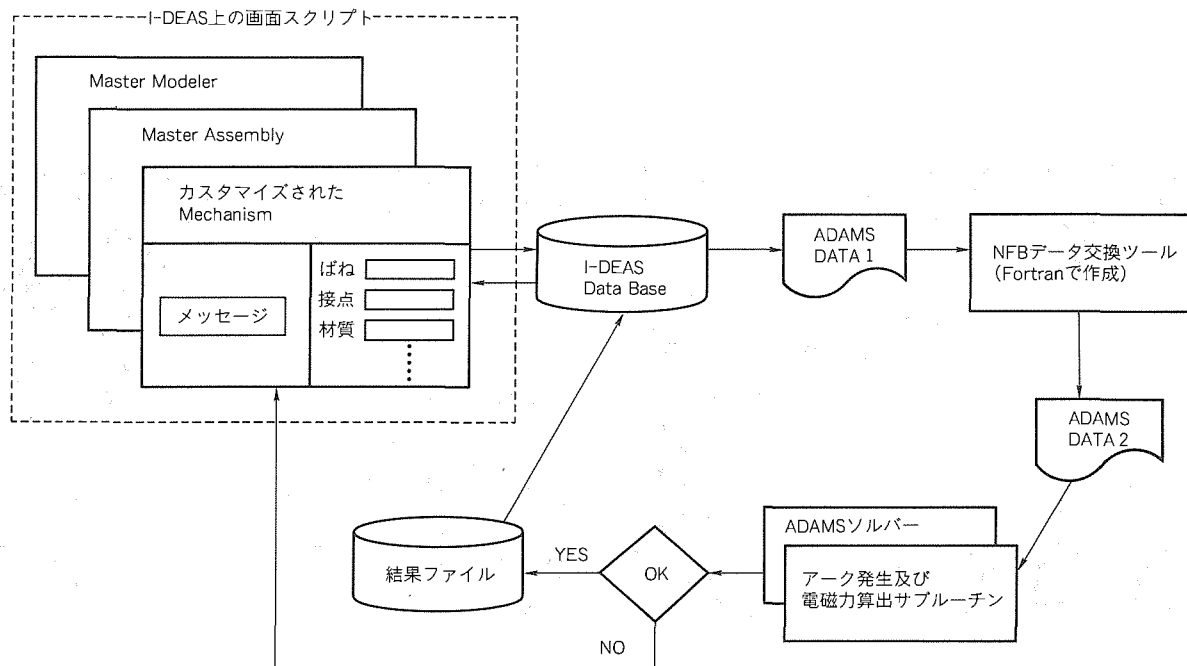 I-DEAS上の画面スクリプト
Master Modeler
Master Assembly
カスタマイズされた
Mechanism
メッセージ
ばね
接点
材質
I-DEAS
Data Base
ADAMS
DATA 1
NFBデータ交換ツール
(Fortranで作成)
ADAMS
DATA 2
ADAMSソルバー
アーク発生及び
電磁力算出サブルーチン
OK
YES
NO
結果ファイル